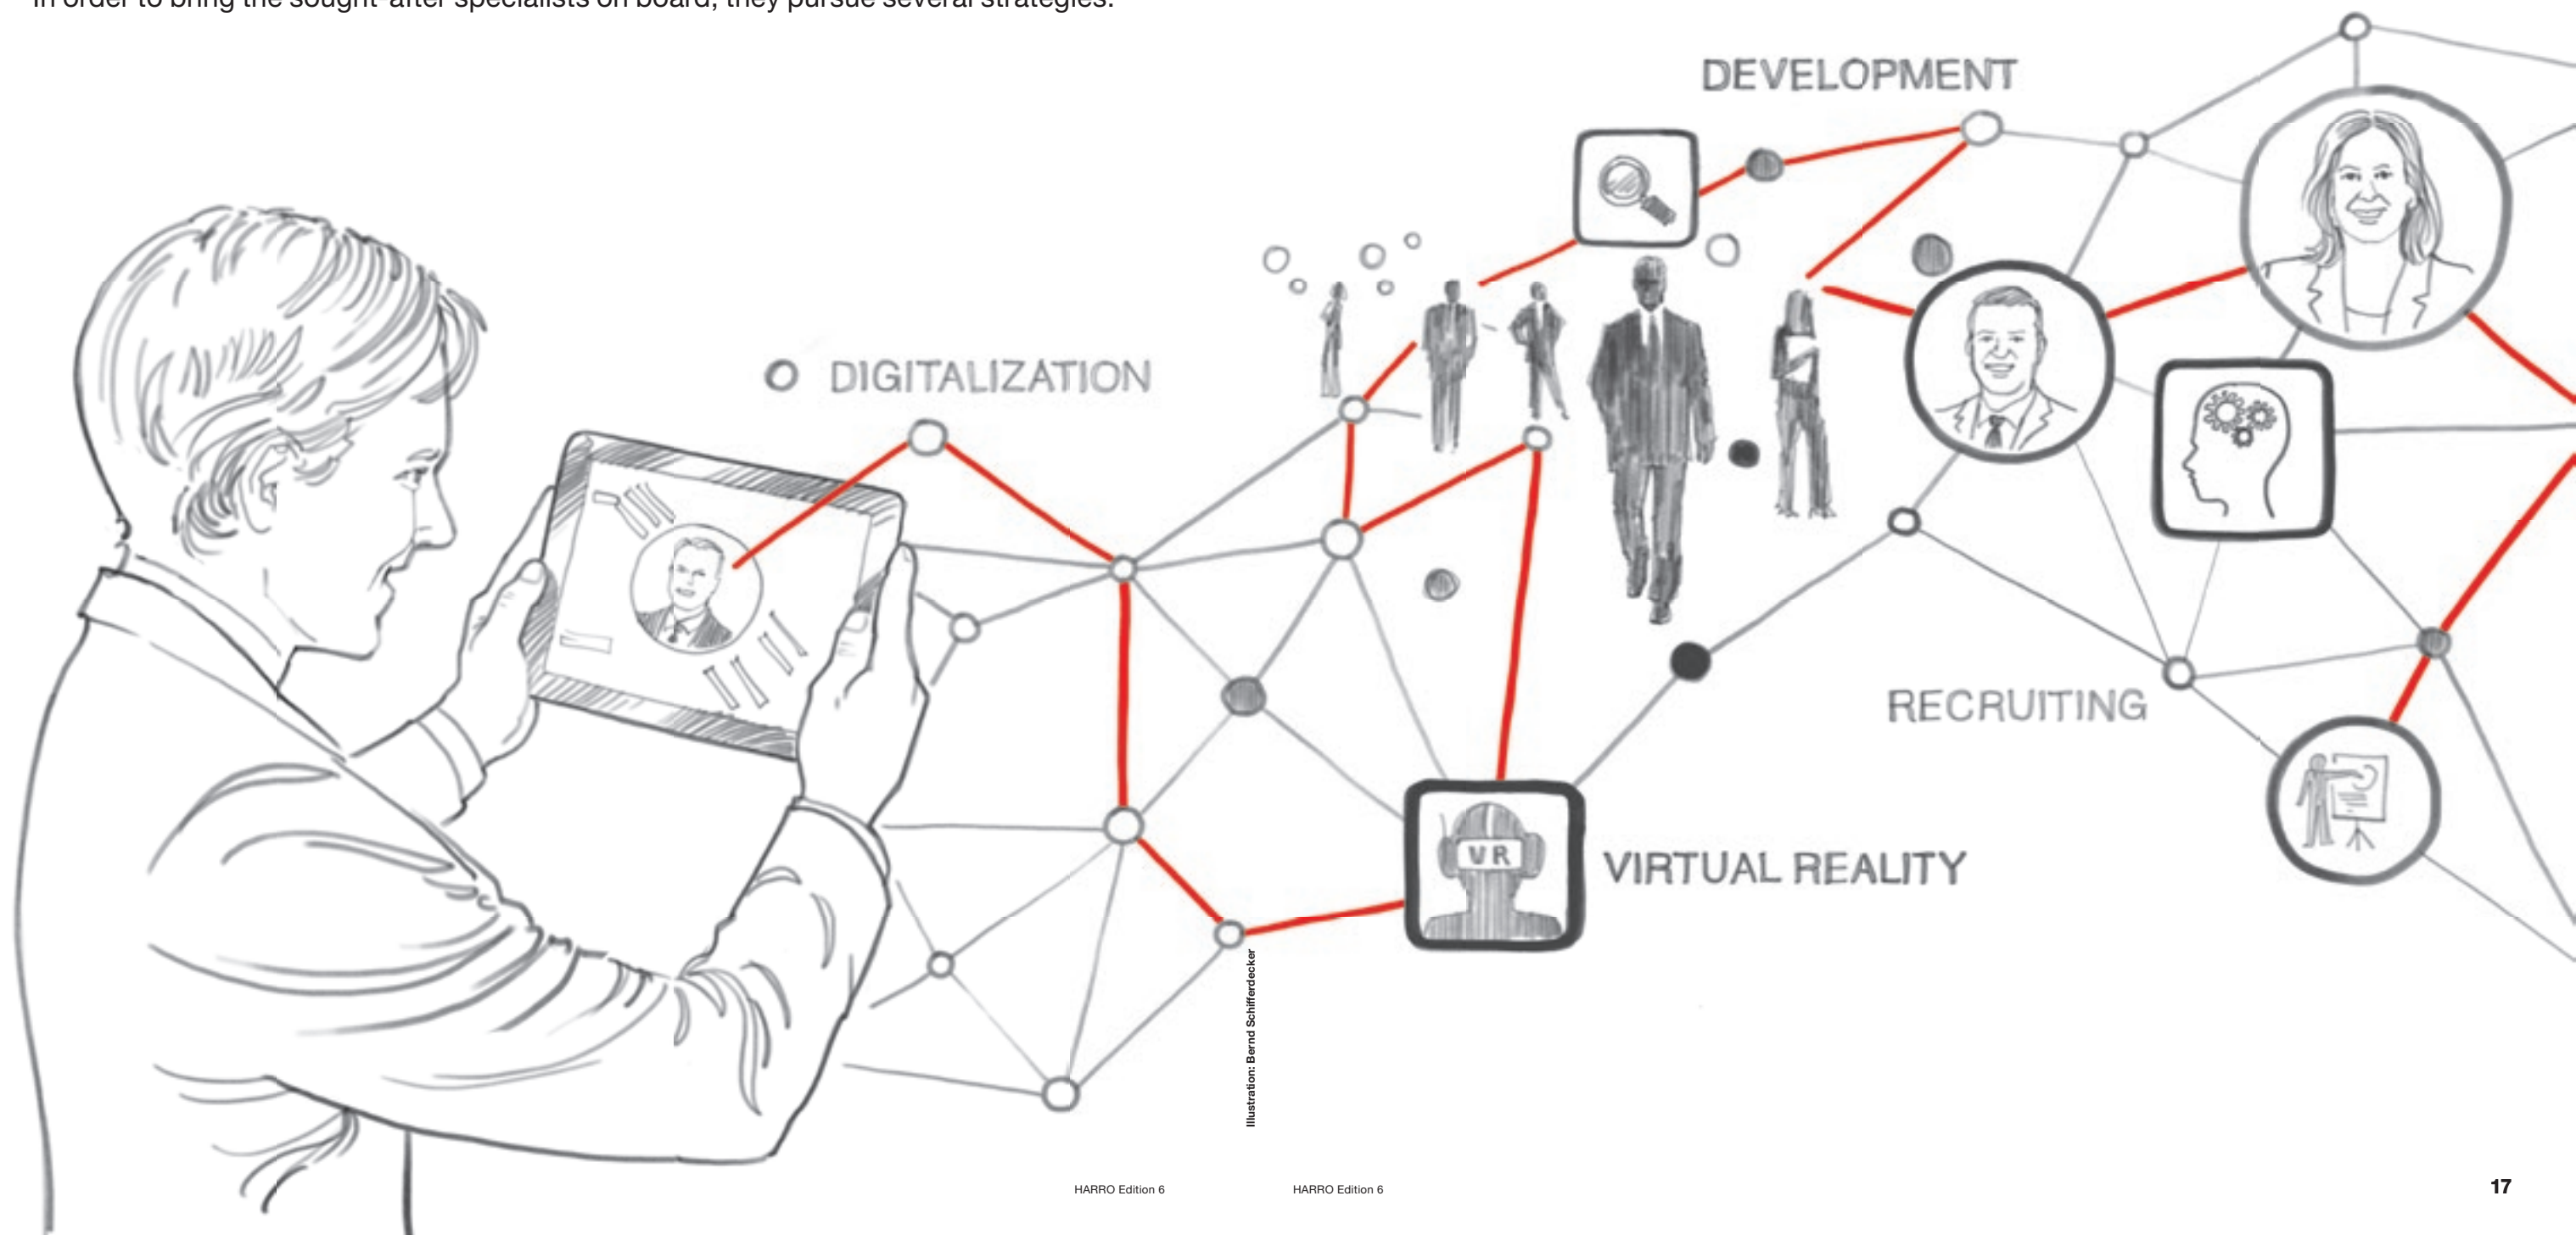 In order to bring the sought-after specialists on board, they pursue several strategies.
DEVELOPMENT
DIGITALIZATION
RECRUITING
VR
VIRTUAL REALITY
Illustration: Bernd Schifferdecker
HARRO Edition 6
HARRO Edition 6
17